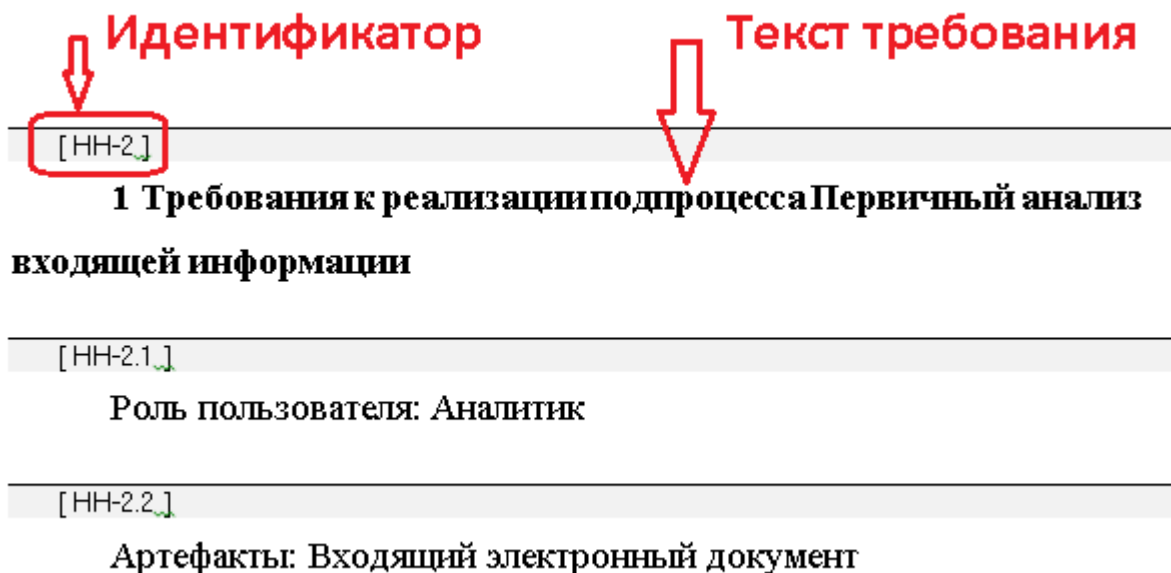 Идентификатор
Текст требования
[НН-2.]
1 Требования к реализации подпроцесса Первичный анализ
входящей информации
[НН-2.1.]
Роль пользователя: Аналитик
[НН-2.2.]
Артефакты: Входящий электронный документ